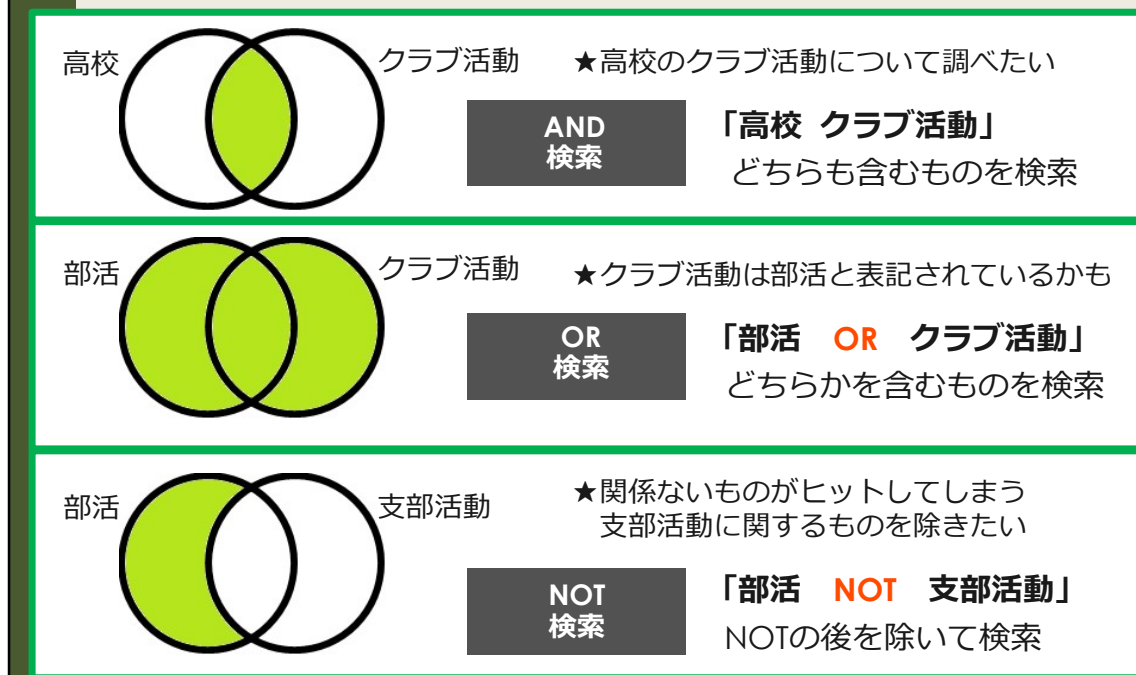 高校
クラブ活動
★高校のクラブ活動について調べたい
AND
検索
「高校 クラブ活動」
どちらも含むものを検索
部活
クラブ活動
★クラブ活動は部活と表記されているかも
OR
検索
「部活　OR　クラブ活動」
どちらかを含むものを検索
部活
支部活動
★関係ないものがヒットしてしまう
支部活動に関するものを除きたい
NOT
検索
「部活　NOT　支部活動」
NOTの後を除いて検索